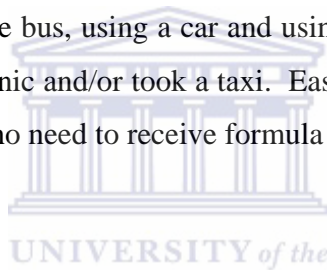 e bus, using a car and usin
nic and/or took a taxi. Eas
no need to receive formula
UNIVERSITY of the